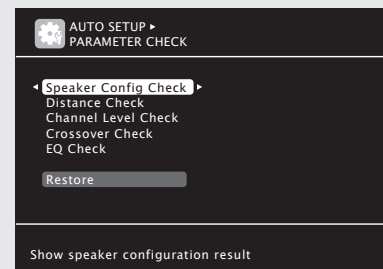 AUTO SETUP ▸
PARAMETER CHECK
◂ Speaker Config Check ▸
Distance Check
Channel Level Check
Crossover Check
EQ Check
Restore
Show speaker configuration result